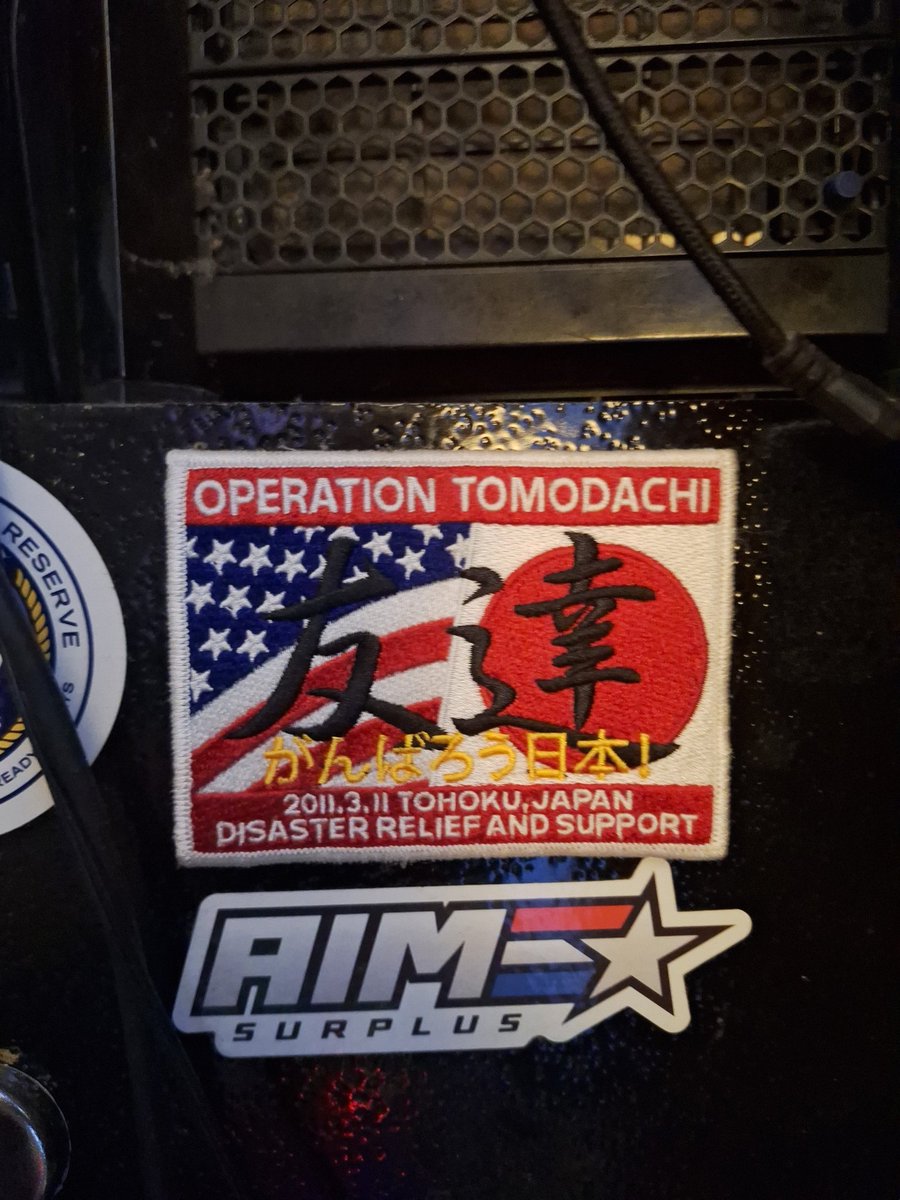 OPERATION TOMODACHI
友達
がんばろう日本!
2011.3.11 TOHOKU, JAPAN
DISASTER RELIEF AND SUPPORT
RESERVE
READY
AIM
SURPLUS